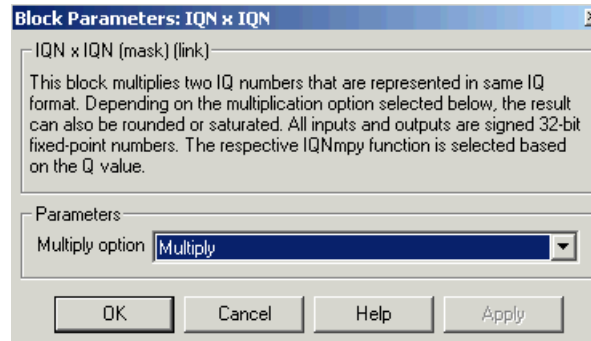 Block Parameters: IQN x IQN
IQN x IQN (mask) (link)
This block multiplies two IQ numbers that are represented in same IQ
format. Depending on the multiplication option selected below, the result
can also be rounded or saturated. All inputs and outputs are signed 32-bit
fixed-point numbers. The respective IQNmpy function is selected based
on the Q value.
Parameters
Multiply option Multiply
OK Cancel Help Apply